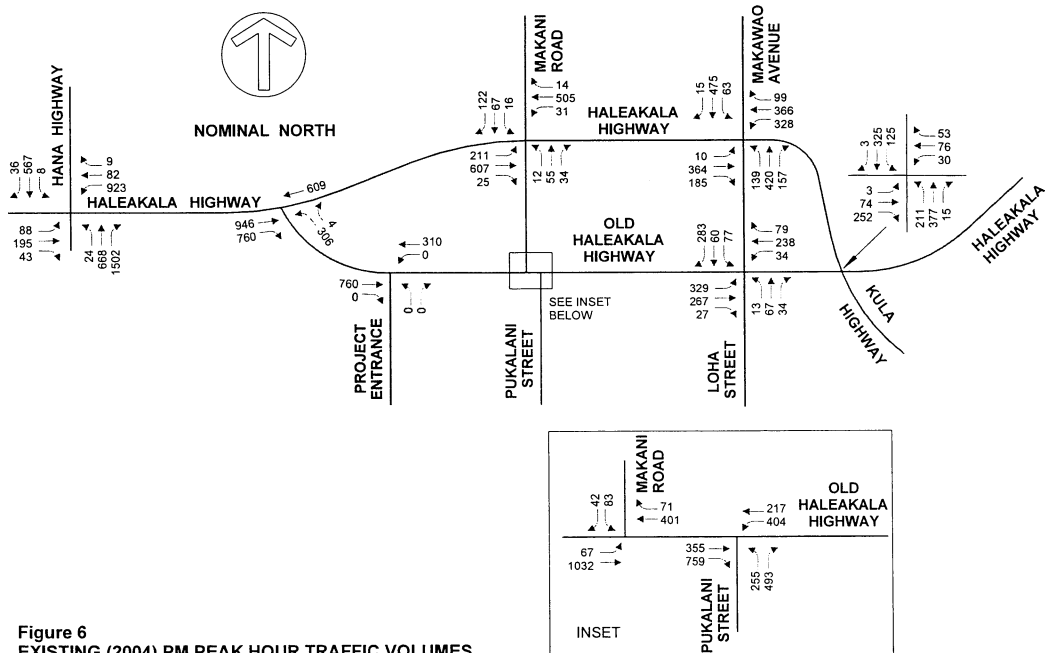 MAKANI
ROAD
MAKAWAO
AVENUE
HANA HIGHWAY
NOMINAL NORTH
122
67
16
14
505
31
HALEAKALA
HIGHWAY
15
475
63
99
366
328
3
325
125
53
76
30
36
567
8
9
82
923
HALEAKALA HIGHWAY
609
211
607
25
12
55
34
10
364
185
139
420
157
3
74
252
211
377
15
HALEAKALA
HIGHWAY
88
195
43
24
668
1502
946
760
4
306
310
0
OLD
HALEAKALA
HIGHWAY
283
60
77
79
238
34
760
0
0
0
SEE INSET
BELOW
329
267
27
13
67
34
KULA
HIGHWAY
PROJECT
ENTRANCE
PUKALANI
STREET
LOHA
STREET
MAKANI
ROAD
42
83
71
401
217
404
OLD
HALEAKALA
HIGHWAY
67
1032
355
759
255
493
PUKALANI
STREET
INSET
Figure 6
EXISTING (2004) PM PEAK HOUR TRAFFIC VOLUMES